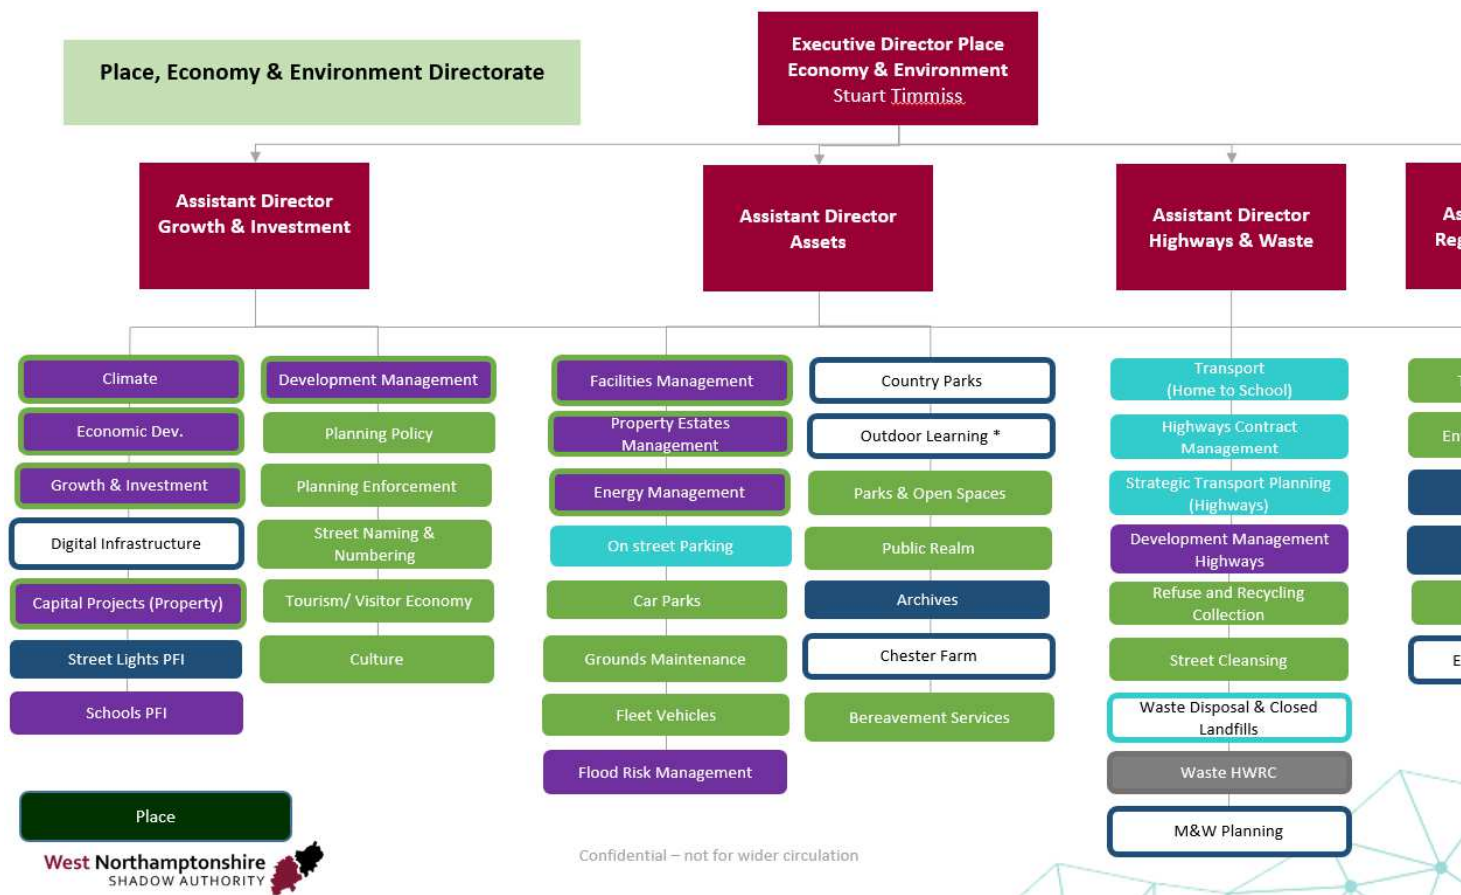 Place, Economy & Environment Directorate
Executive Director Place
Economy & Environment
Stuart Timmiss
Assistant Director
Growth & Investment
Assistant Director
Assets
Assistant Director
Highways & Waste
Climate
Economic Dev.
Growth & Investment
Digital Infrastructure
Capital Projects (Property)
Street Lights PFI
Schools PFI
Development Management
Planning Policy
Planning Enforcement
Street Naming &
Numbering
Tourism/ Visitor Economy
Culture
Facilities Management
Property Estates
Management
Energy Management
On street Parking
Car Parks
Grounds Maintenance
Fleet Vehicles
Flood Risk Management
Country Parks
Outdoor Learning *
Parks & Open Spaces
Public Realm
Archives
Chester Farm
Bereavement Services
Transport
(Home to School)
Highways Contract
Management
Strategic Transport Planning
(Highways)
Development Management
Highways
Refuse and Recycling
Collection
Street Cleansing
Waste Disposal & Closed
Landfills
Waste HWRC
M&W Planning
Place
West Northamptonshire
SHADOW AUTHORITY
Confidential – not for wider circulation